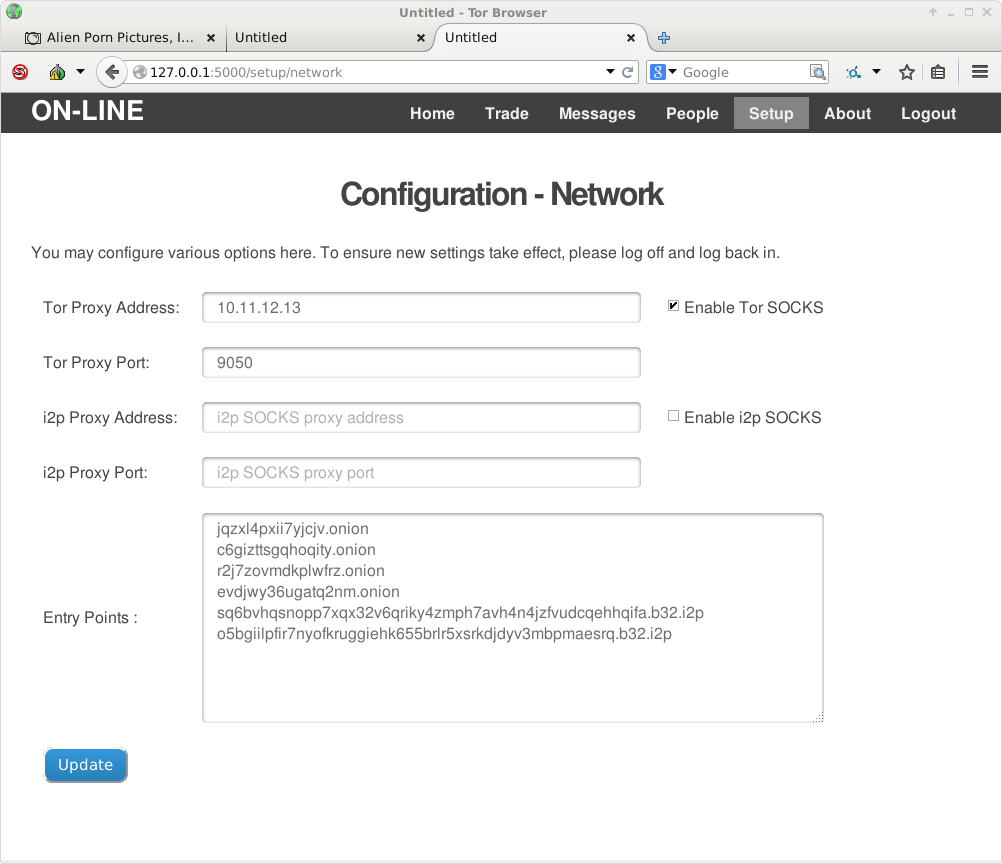 Untitled - Tor Browser
Alien Porn Pictures, I...
Untitled
Untitled
127.0.0.1:5000/setup/network
Google
ON-LINE
Home Trade Messages People Setup About Logout
Configuration - Network
You may configure various options here. To ensure new settings take effect, please log off and log back in.
Tor Proxy Address: 10.11.12.13 Enable Tor SOCKS
Tor Proxy Port: 9050
i2p Proxy Address: i2p SOCKS proxy address Enable i2p SOCKS
i2p Proxy Port: i2p SOCKS proxy port
Entry Points :
jqzxl4pxii7yjcjv.onion
c6gizttsgqhoqity.onion
r2j7zovmdkplwfrz.onion
evdjwy36ugatq2nm.onion
sq6bvhqsnopp7xqx32v6qriky4zmph7avh4n4jzfvudcqehhqifa.b32.i2p
o5bgiilpfir7nyofkruggiehk655brlr5xsrkdjdyv3mbpmaesrq.b32.i2p
Update